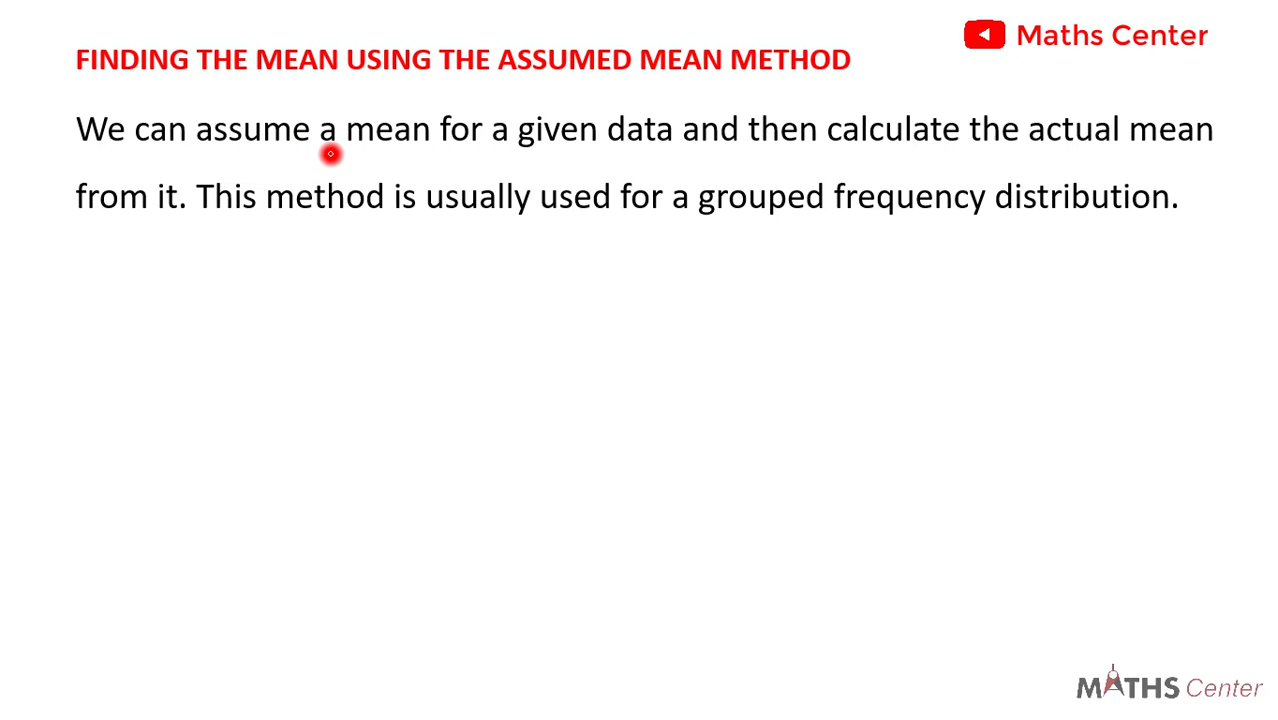 Maths Center
FINDING THE MEAN USING THE ASSUMED MEAN METHOD
We can assume a mean for a given data and then calculate the actual mean
from it. This method is usually used for a grouped frequency distribution.
MATHS Center